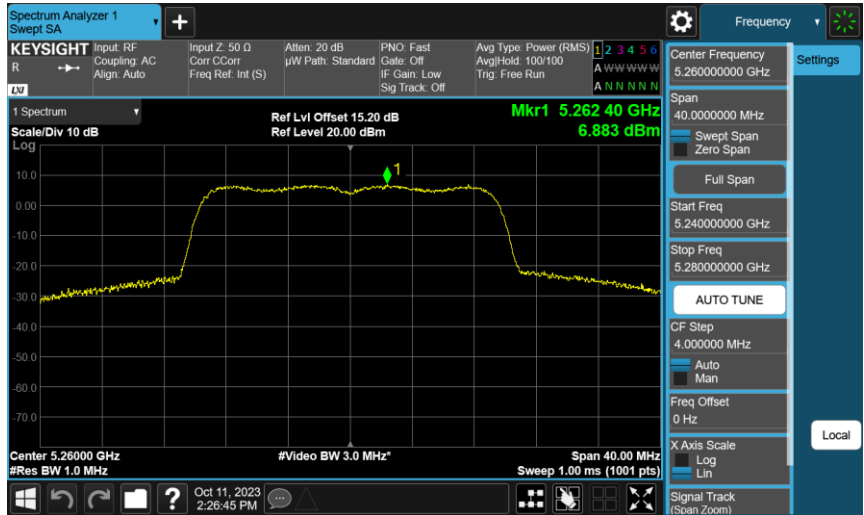 Spectrum Analyzer 1
Swept SA
+
Frequency
KEYSIGHT
R
LXI
Input: RF
Coupling: AC
Align: Auto
Input Z: 50 Ω
Corr CCorr
Freq Ref: Int (S)
Atten: 20 dB
µW Path: Standard
PNO: Fast
Gate: Off
IF Gain: Low
Sig Track: Off
Avg Type: Power (RMS)
Avg|Hold: 100/100
Trig: Free Run
1 2 3 4 5 6
A W W W W W
A N N N N N
1 Spectrum
Scale/Div 10 dB
Log
Ref Lvl Offset 15.20 dB
Ref Level 20.00 dBm
Mkr1 5.262 40 GHz
6.883 dBm
1
10.0
0.00
-10.0
-20.0
-30.0
-40.0
-50.0
-60.0
-70.0
Center 5.26000 GHz
#Res BW 1.0 MHz
#Video BW 3.0 MHz*
Span 40.00 MHz
Sweep 1.00 ms (1001 pts)
?
Oct 11, 2023
2:26:45 PM
Center Frequency
5.260000000 GHz
Span
40.0000000 MHz
Swept Span
Zero Span
Full Span
Start Freq
5.240000000 GHz
Stop Freq
5.280000000 GHz
AUTO TUNE
CF Step
4.000000 MHz
Auto
Man
Freq Offset
0 Hz
X Axis Scale
Log
Lin
Signal Track
(Span Zoom)
Settings
Local